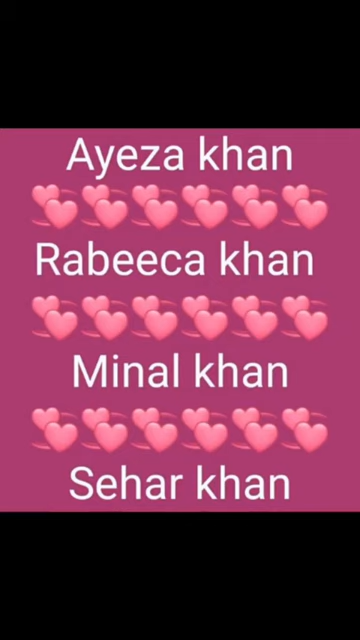 Ayeza khan
💞💞💞💞💞💞
Rabeeca khan
💞💞💞💞💞💞
Minal khan
💞💞💞💞💞💞
Sehar khan